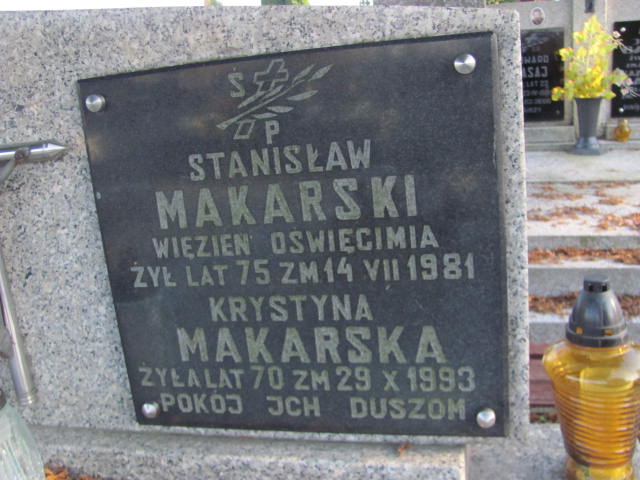 Ś P
STANISŁAW
MAKARSKI
WIĘZIEŃ OŚWIĘCIMIA
ŻYŁ LAT 75 ZM 14 VII 1981
KRYSTYNA
MAKARSKA
ŻYŁA LAT 70 ZM 29 X 1993
POKÓJ JCH DUSZOM